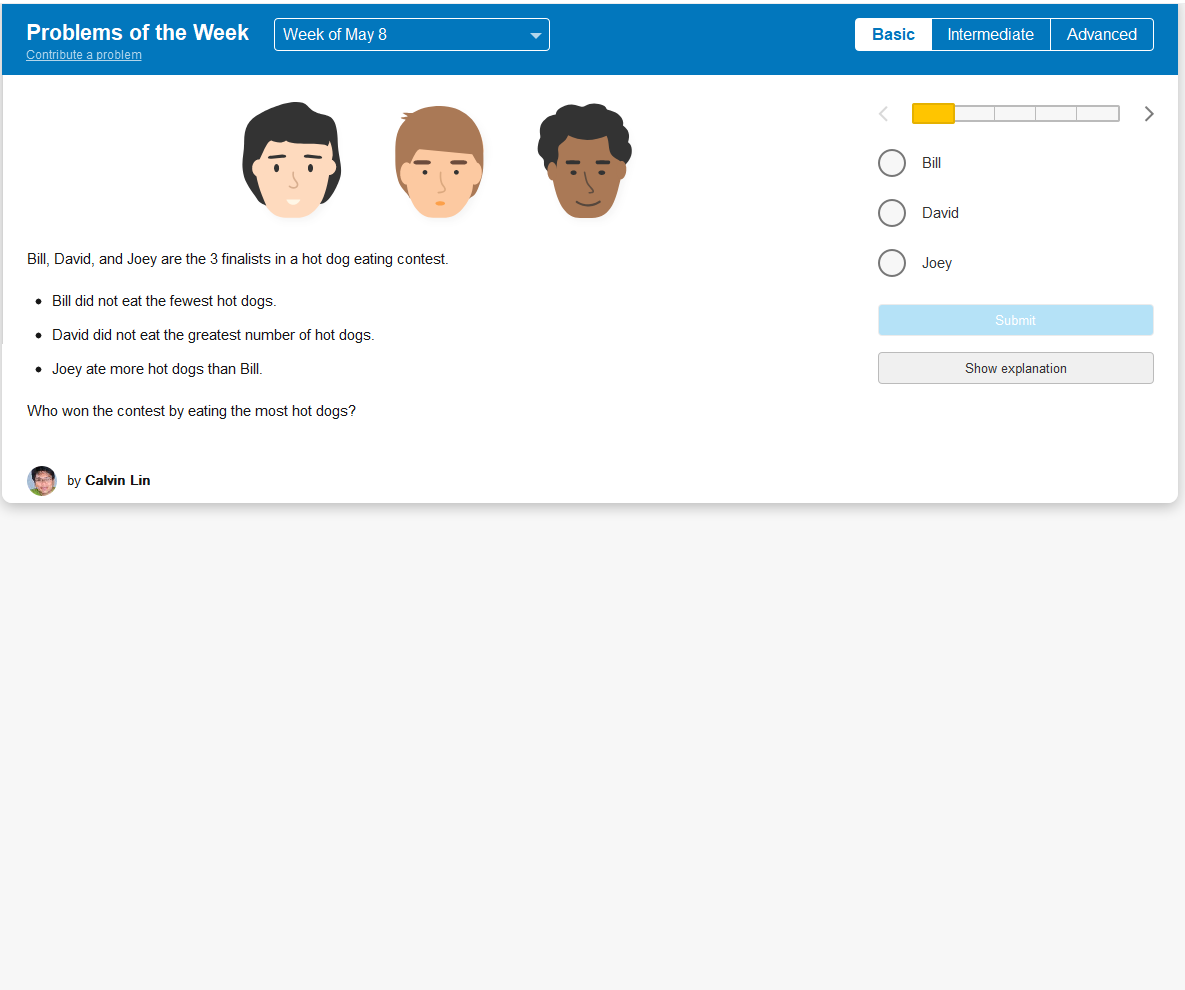 Problems of the Week
Contribute a problem
Week of May 8
Basic
Intermediate
Advanced
Bill
David
Joey
Submit
Show explanation
Bill, David, and Joey are the 3 finalists in a hot dog eating contest.
Bill did not eat the fewest hot dogs.
David did not eat the greatest number of hot dogs.
Joey ate more hot dogs than Bill.
Who won the contest by eating the most hot dogs?
by Calvin Lin